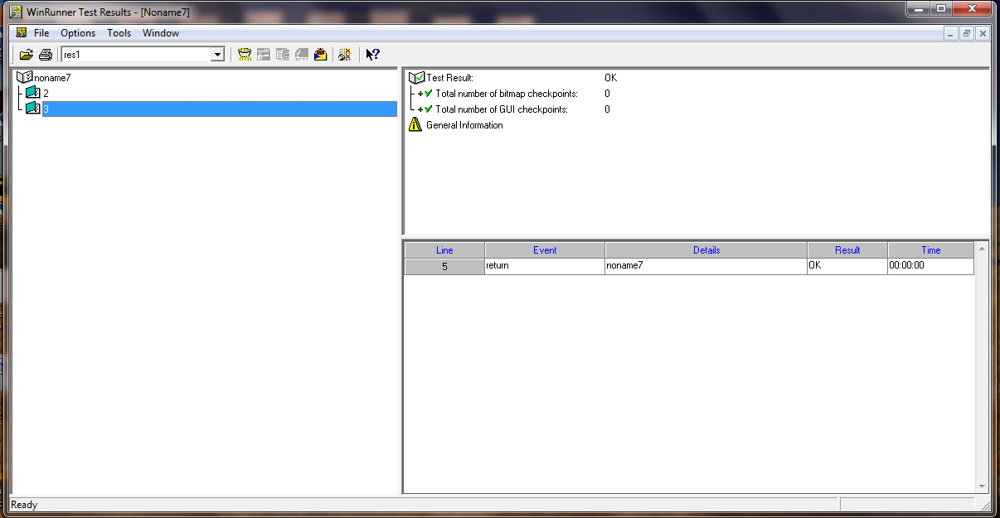 WinRunner Test Results - [Noname7]
File Options Tools Window
res1
noname7
2
3
Test Result: OK
Total number of bitmap checkpoints: 0
Total number of GUI checkpoints: 0
General Information
Line Event Details Result Time
5 return noname7 OK 00:00:00
Ready